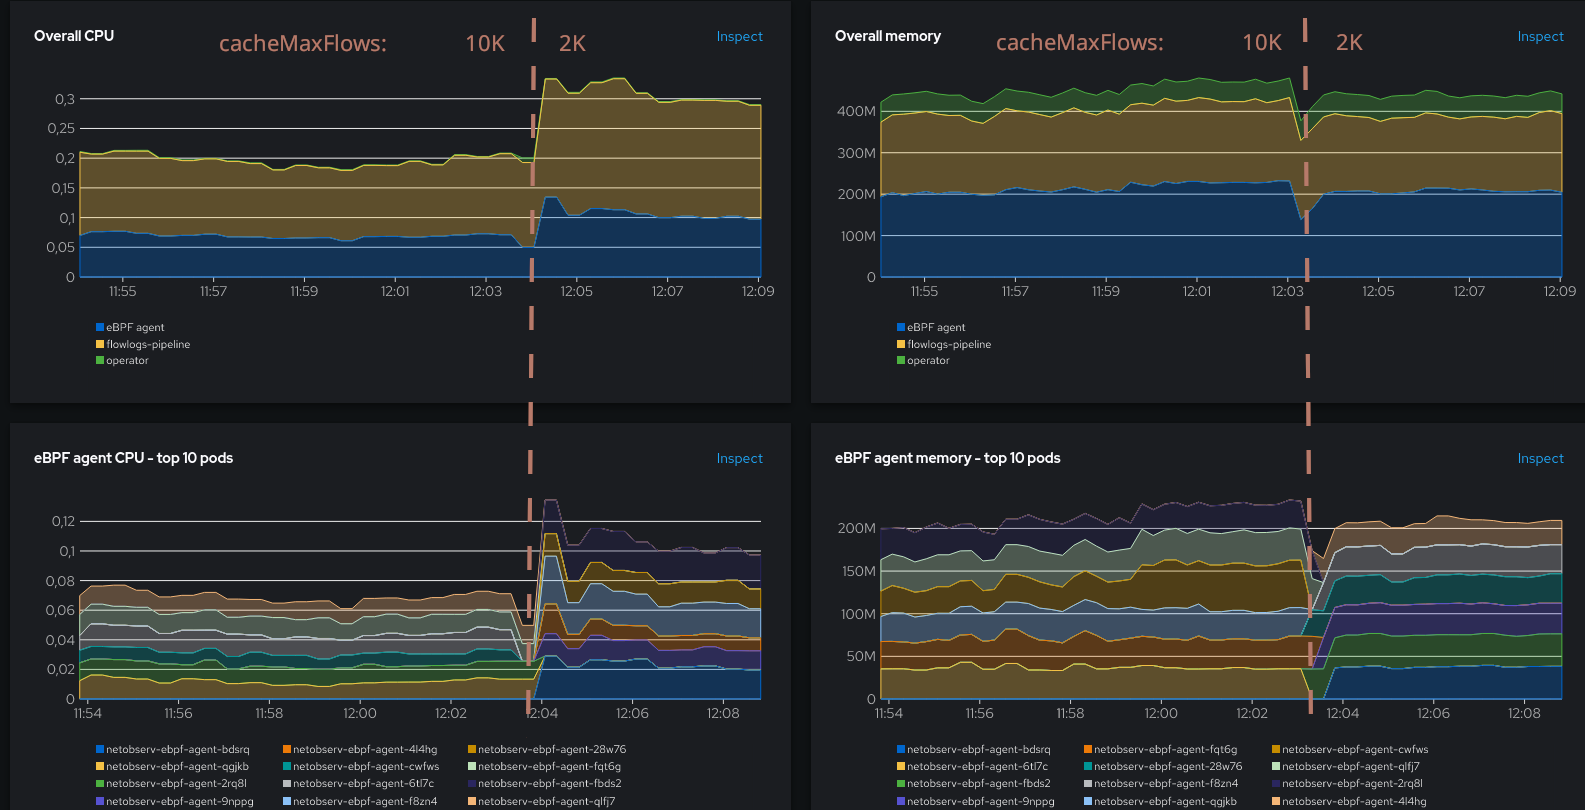 Overall CPU
cacheMaxFlows: 10K 2K
Inspect
0,3
0,25
0,2
0,15
0,1
0,05
0
11:55 11:57 11:59 12:01 12:03 12:05 12:07 12:09
eBPF agent
flowlogs-pipeline
operator
Overall memory
cacheMaxFlows: 10K 2K
Inspect
400M
300M
200M
100M
0
11:55 11:57 11:59 12:01 12:03 12:05 12:07 12:09
eBPF agent
flowlogs-pipeline
operator
eBPF agent CPU - top 10 pods
Inspect
0,12
0,1
0,08
0,06
0,04
0,02
0
11:54 11:56 11:58 12:00 12:02 12:04 12:06 12:08
netobserv-ebpf-agent-bdsrq netobserv-ebpf-agent-4l4hg netobserv-ebpf-agent-28w76
netobserv-ebpf-agent-qgjkb netobserv-ebpf-agent-cwfws netobserv-ebpf-agent-fqt6g
netobserv-ebpf-agent-2rq8l netobserv-ebpf-agent-6tl7c netobserv-ebpf-agent-fbds2
netobserv-ebpf-agent-9nppg netobserv-ebpf-agent-f8zn4 netobserv-ebpf-agent-qlfj7
eBPF agent memory - top 10 pods
Inspect
200M
150M
100M
50M
0
11:54 11:56 11:58 12:00 12:02 12:04 12:06 12:08
netobserv-ebpf-agent-bdsrq netobserv-ebpf-agent-fqt6g netobserv-ebpf-agent-cwfws
netobserv-ebpf-agent-6tl7c netobserv-ebpf-agent-28w76 netobserv-ebpf-agent-qlfj7
netobserv-ebpf-agent-fbds2 netobserv-ebpf-agent-f8zn4 netobserv-ebpf-agent-2rq8l
netobserv-ebpf-agent-9nppg netobserv-ebpf-agent-qgjkb netobserv-ebpf-agent-4l4hg